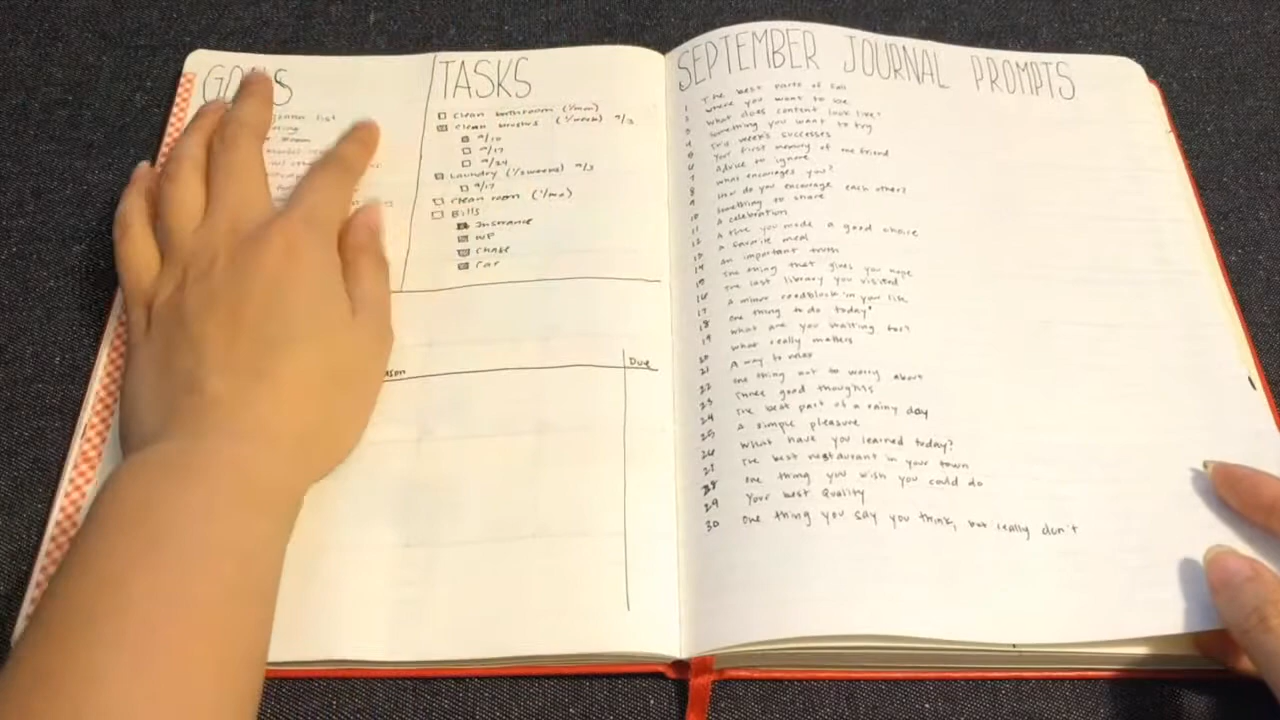 GOALS
TASKS
clean bathroom (1/mo)
clean brushes (1/week) 9/3
9/10
9/17
9/24
Laundry (1/2weeks) 9/3
9/17
clean room (1/mo)
Bills
Insurance
WF
Chase
Car
Due
SEPTEMBER JOURNAL PROMPTS
1 The best parts of fall
2 where you want to be
3 What does content look like?
4 something you want to try
5 This week's successes
6 Your first memory of one friend
7 Advice to ignore
8 what encourages you?
9 How do you encourage each other?
10 something to share
11 A celebration
12 A time you made a good choice
13 a favorite meal
14 an important truth
15 one thing that gives you hope
16 The last library you visited
17 A minor roadblock in your life
18 one thing to do today
19 what are you waiting for?
20 what really matters
21 A way to relax
22 one thing not to worry about
23 Three good thoughts
24 The best part of a rainy day
25 A simple pleasure
26 What have you learned today?
27 The best restaurant in your town
28 one thing you wish you could do
29 Your best Quality
30 one thing you say you think, but really don't